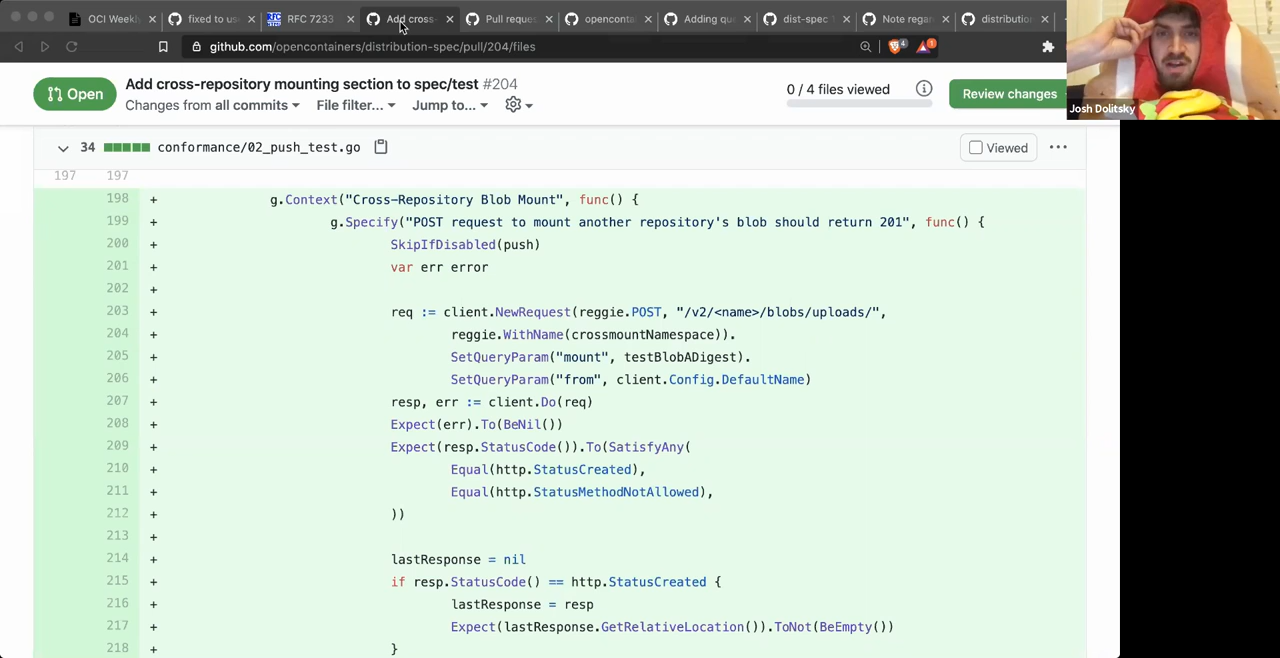 OCI Weekly
fixed to us
RFC 7233
Add cross-
Pull reques
opencontai
Adding que
dist-spec
Note regar
distribution
github.com/opencontainers/distribution-spec/pull/204/files
4
1
Open
Add cross-repository mounting section to spec/test #204
Changes from all commits
File filter...
Jump to...
0 / 4 files viewed
Review changes
Josh Dolitsky
34 conformance/02_push_test.go
Viewed
197 197
198 + g.Context("Cross-Repository Blob Mount", func() {
199 + g.Specify("POST request to mount another repository's blob should return 201", func() {
200 + SkipIfDisabled(push)
201 + var err error
202 +
203 + req := client.NewRequest(reggie.POST, "/v2/<name>/blobs/uploads/",
204 + reggie.WithName(crossmountNamespace)).
205 + SetQueryParam("mount", testBlobADigest).
206 + SetQueryParam("from", client.Config.DefaultName)
207 + resp, err := client.Do(req)
208 + Expect(err).To(BeNil())
209 + Expect(resp.StatusCode()).To(SatisfyAny(
210 + Equal(http.StatusCreated),
211 + Equal(http.StatusMethodNotAllowed),
212 + ))
213 +
214 + lastResponse = nil
215 + if resp.StatusCode() == http.StatusCreated {
216 + lastResponse = resp
217 + Expect(lastResponse.GetRelativeLocation()).ToNot(BeEmpty())
218 + }